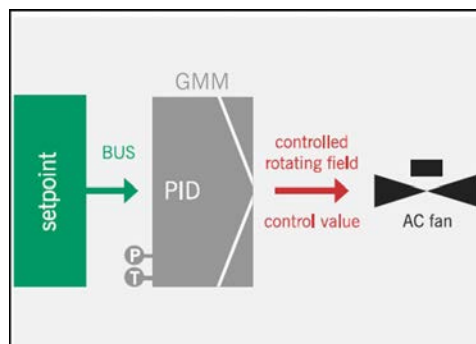 GMM
setpoint
BUS
PID
P
T
controlled
rotating field
control value
AC fan